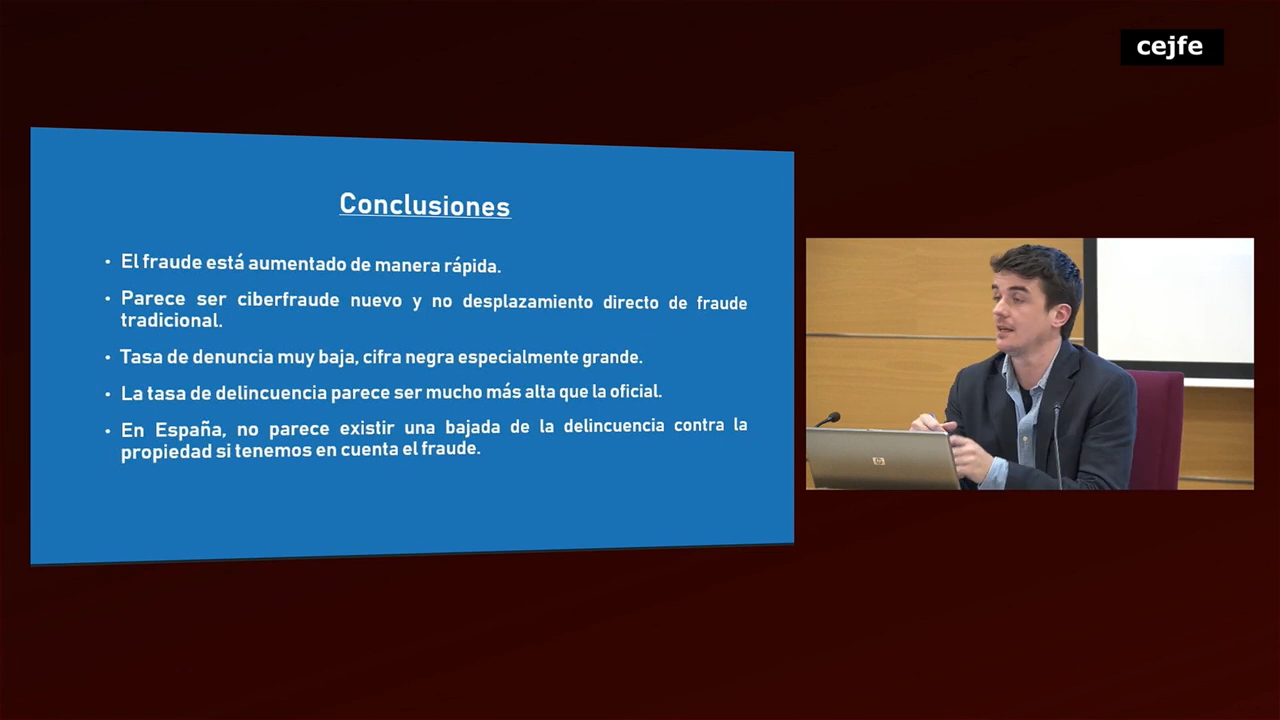 cejfe
Conclusiones
• El fraude está aumentado de manera rápida.
• Parece ser ciberfraude nuevo y no desplazamiento directo de fraude
tradicional.
• Tasa de denuncia muy baja, cifra negra especialmente grande.
• La tasa de delincuencia parece ser mucho más alta que la oficial.
• En España, no parece existir una bajada de la delincuencia contra la
propiedad si tenemos en cuenta el fraude.
hp